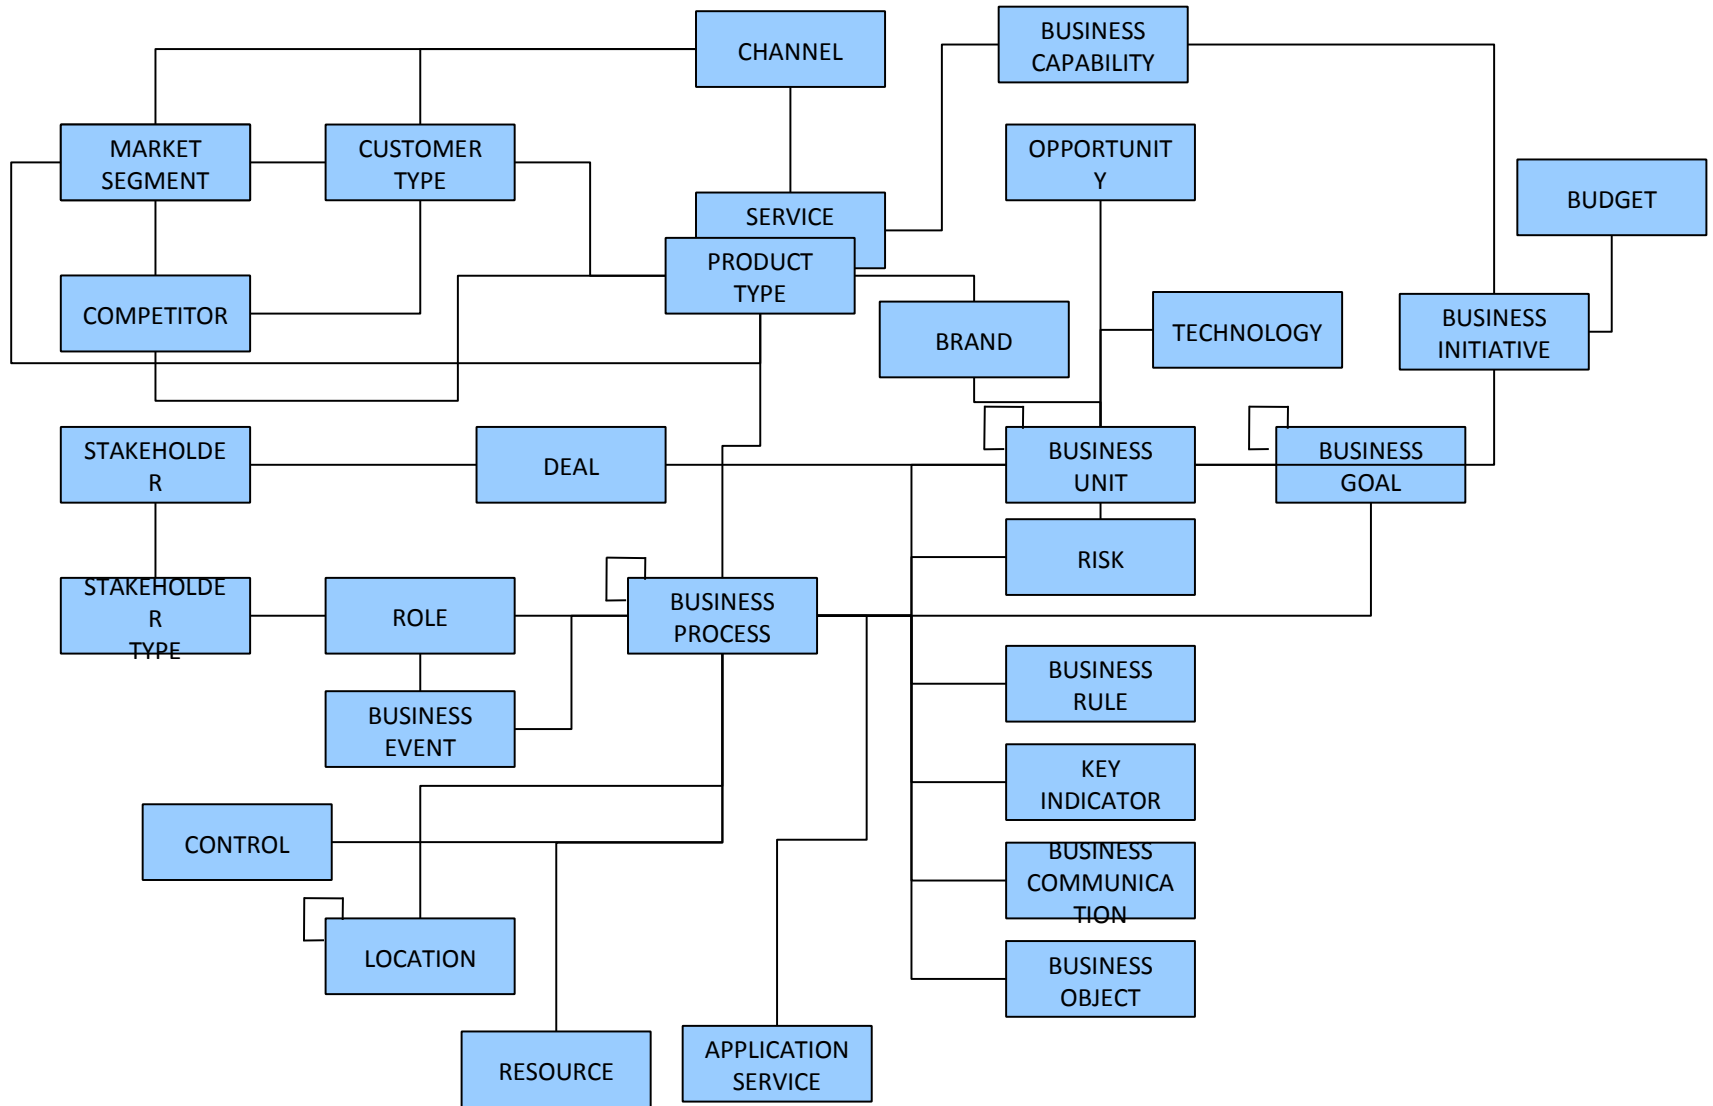 CHANNEL
BUSINESS
CAPABILITY
MARKET
SEGMENT
CUSTOMER
TYPE
OPPORTUNIT
Y
BUDGET
SERVICE
PRODUCT
TYPE
COMPETITOR
BRAND
TECHNOLOGY
BUSINESS
INITIATIVE
STAKEHOLDE
R
DEAL
BUSINESS
UNIT
BUSINESS
GOAL
RISK
STAKEHOLDE
R
TYPE
ROLE
BUSINESS
PROCESS
BUSINESS
RULE
BUSINESS
EVENT
KEY
INDICATOR
CONTROL
BUSINESS
COMMUNICA
TION
LOCATION
BUSINESS
OBJECT
RESOURCE
APPLICATION
SERVICE